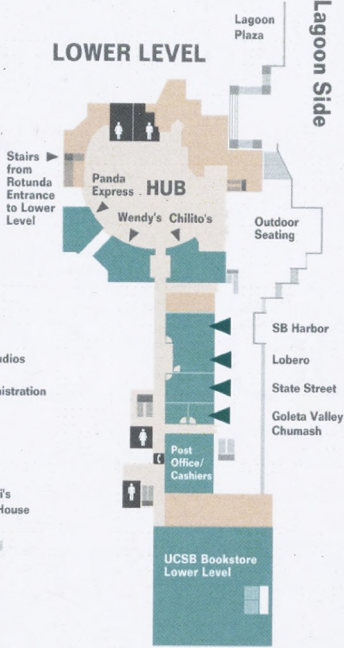 Lagoon
Plaza
Lagoon Side
LOWER LEVEL
Stairs
from
Rotunda
Entrance
to Lower
Level
Panda
Express
HUB
Wendy's
Chilito's
Outdoor
Seating
SB Harbor
Lobero
State Street
Goleta Valley
Chumash
udios
nistration
Post
Office/
Cashiers
i's
House
UCSB Bookstore
Lower Level